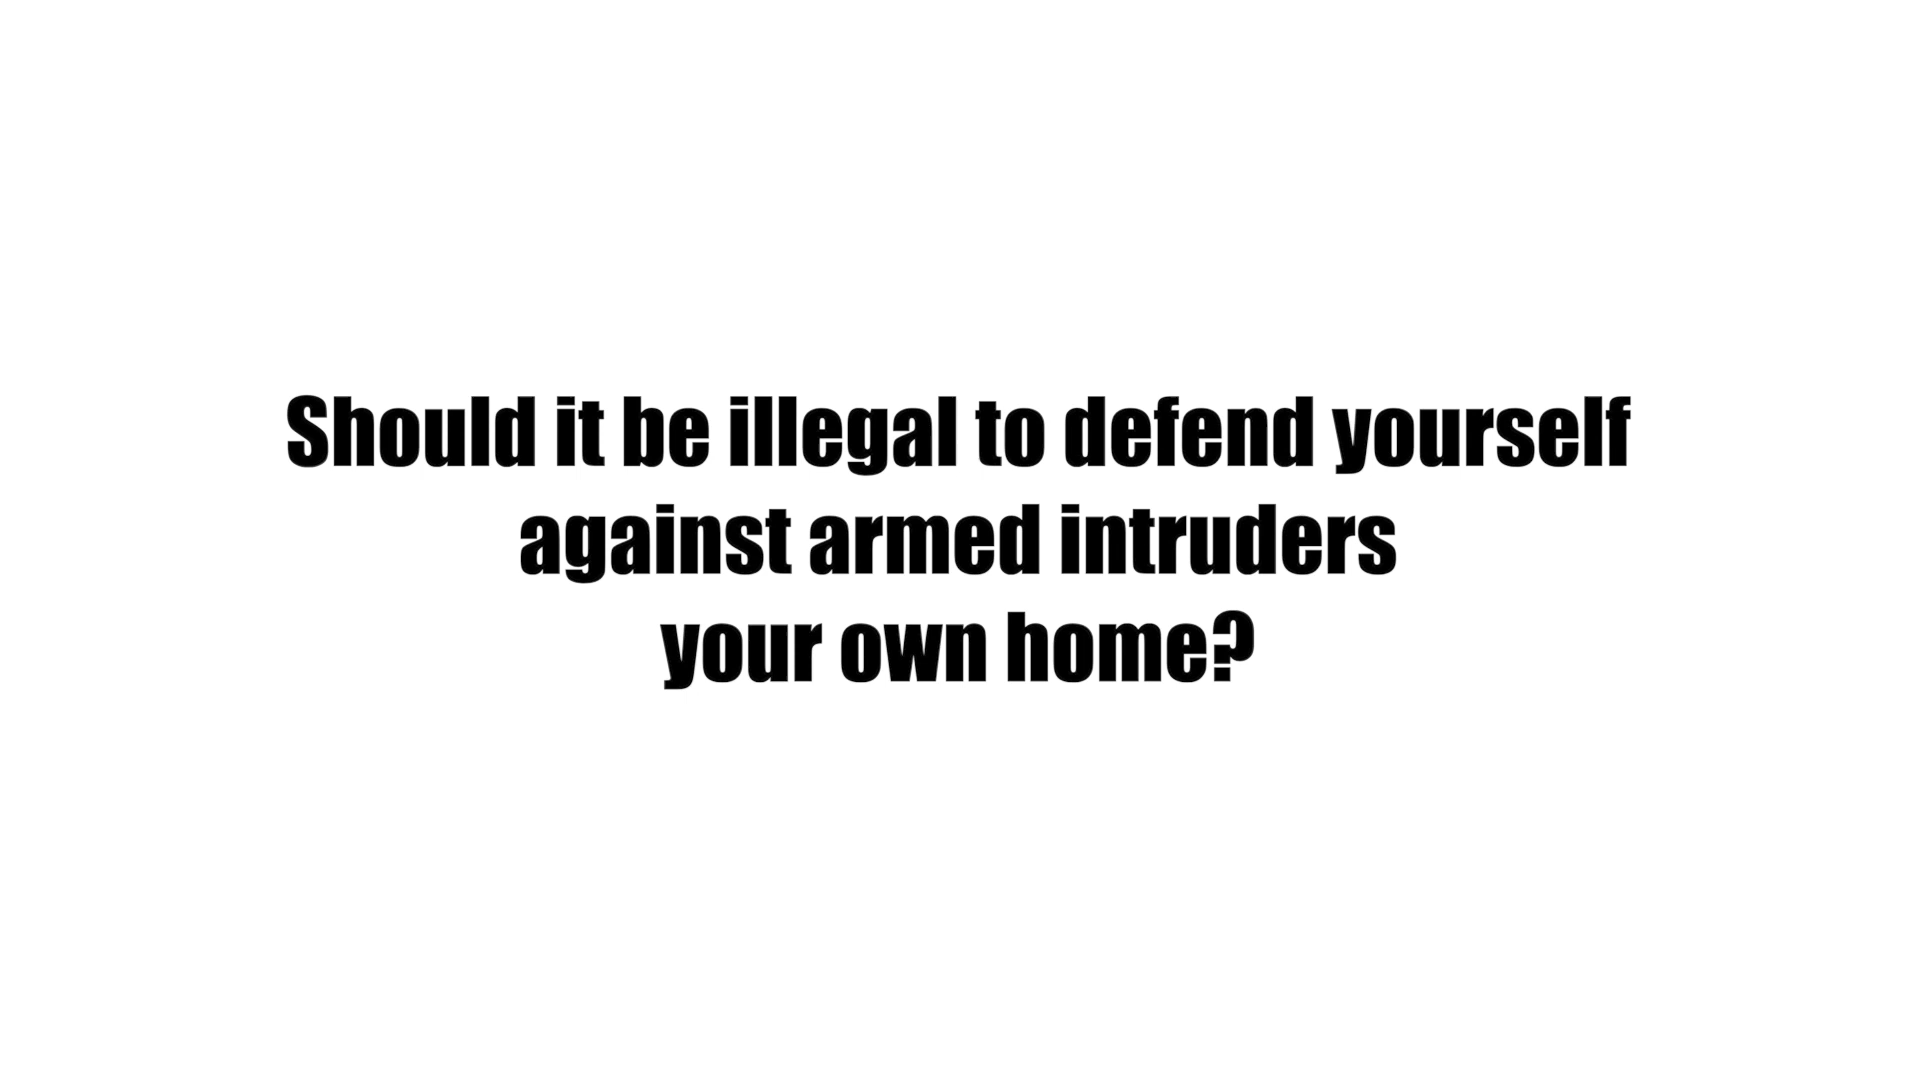 Should it be illegal to defend yourself
against armed intruders
your own home?